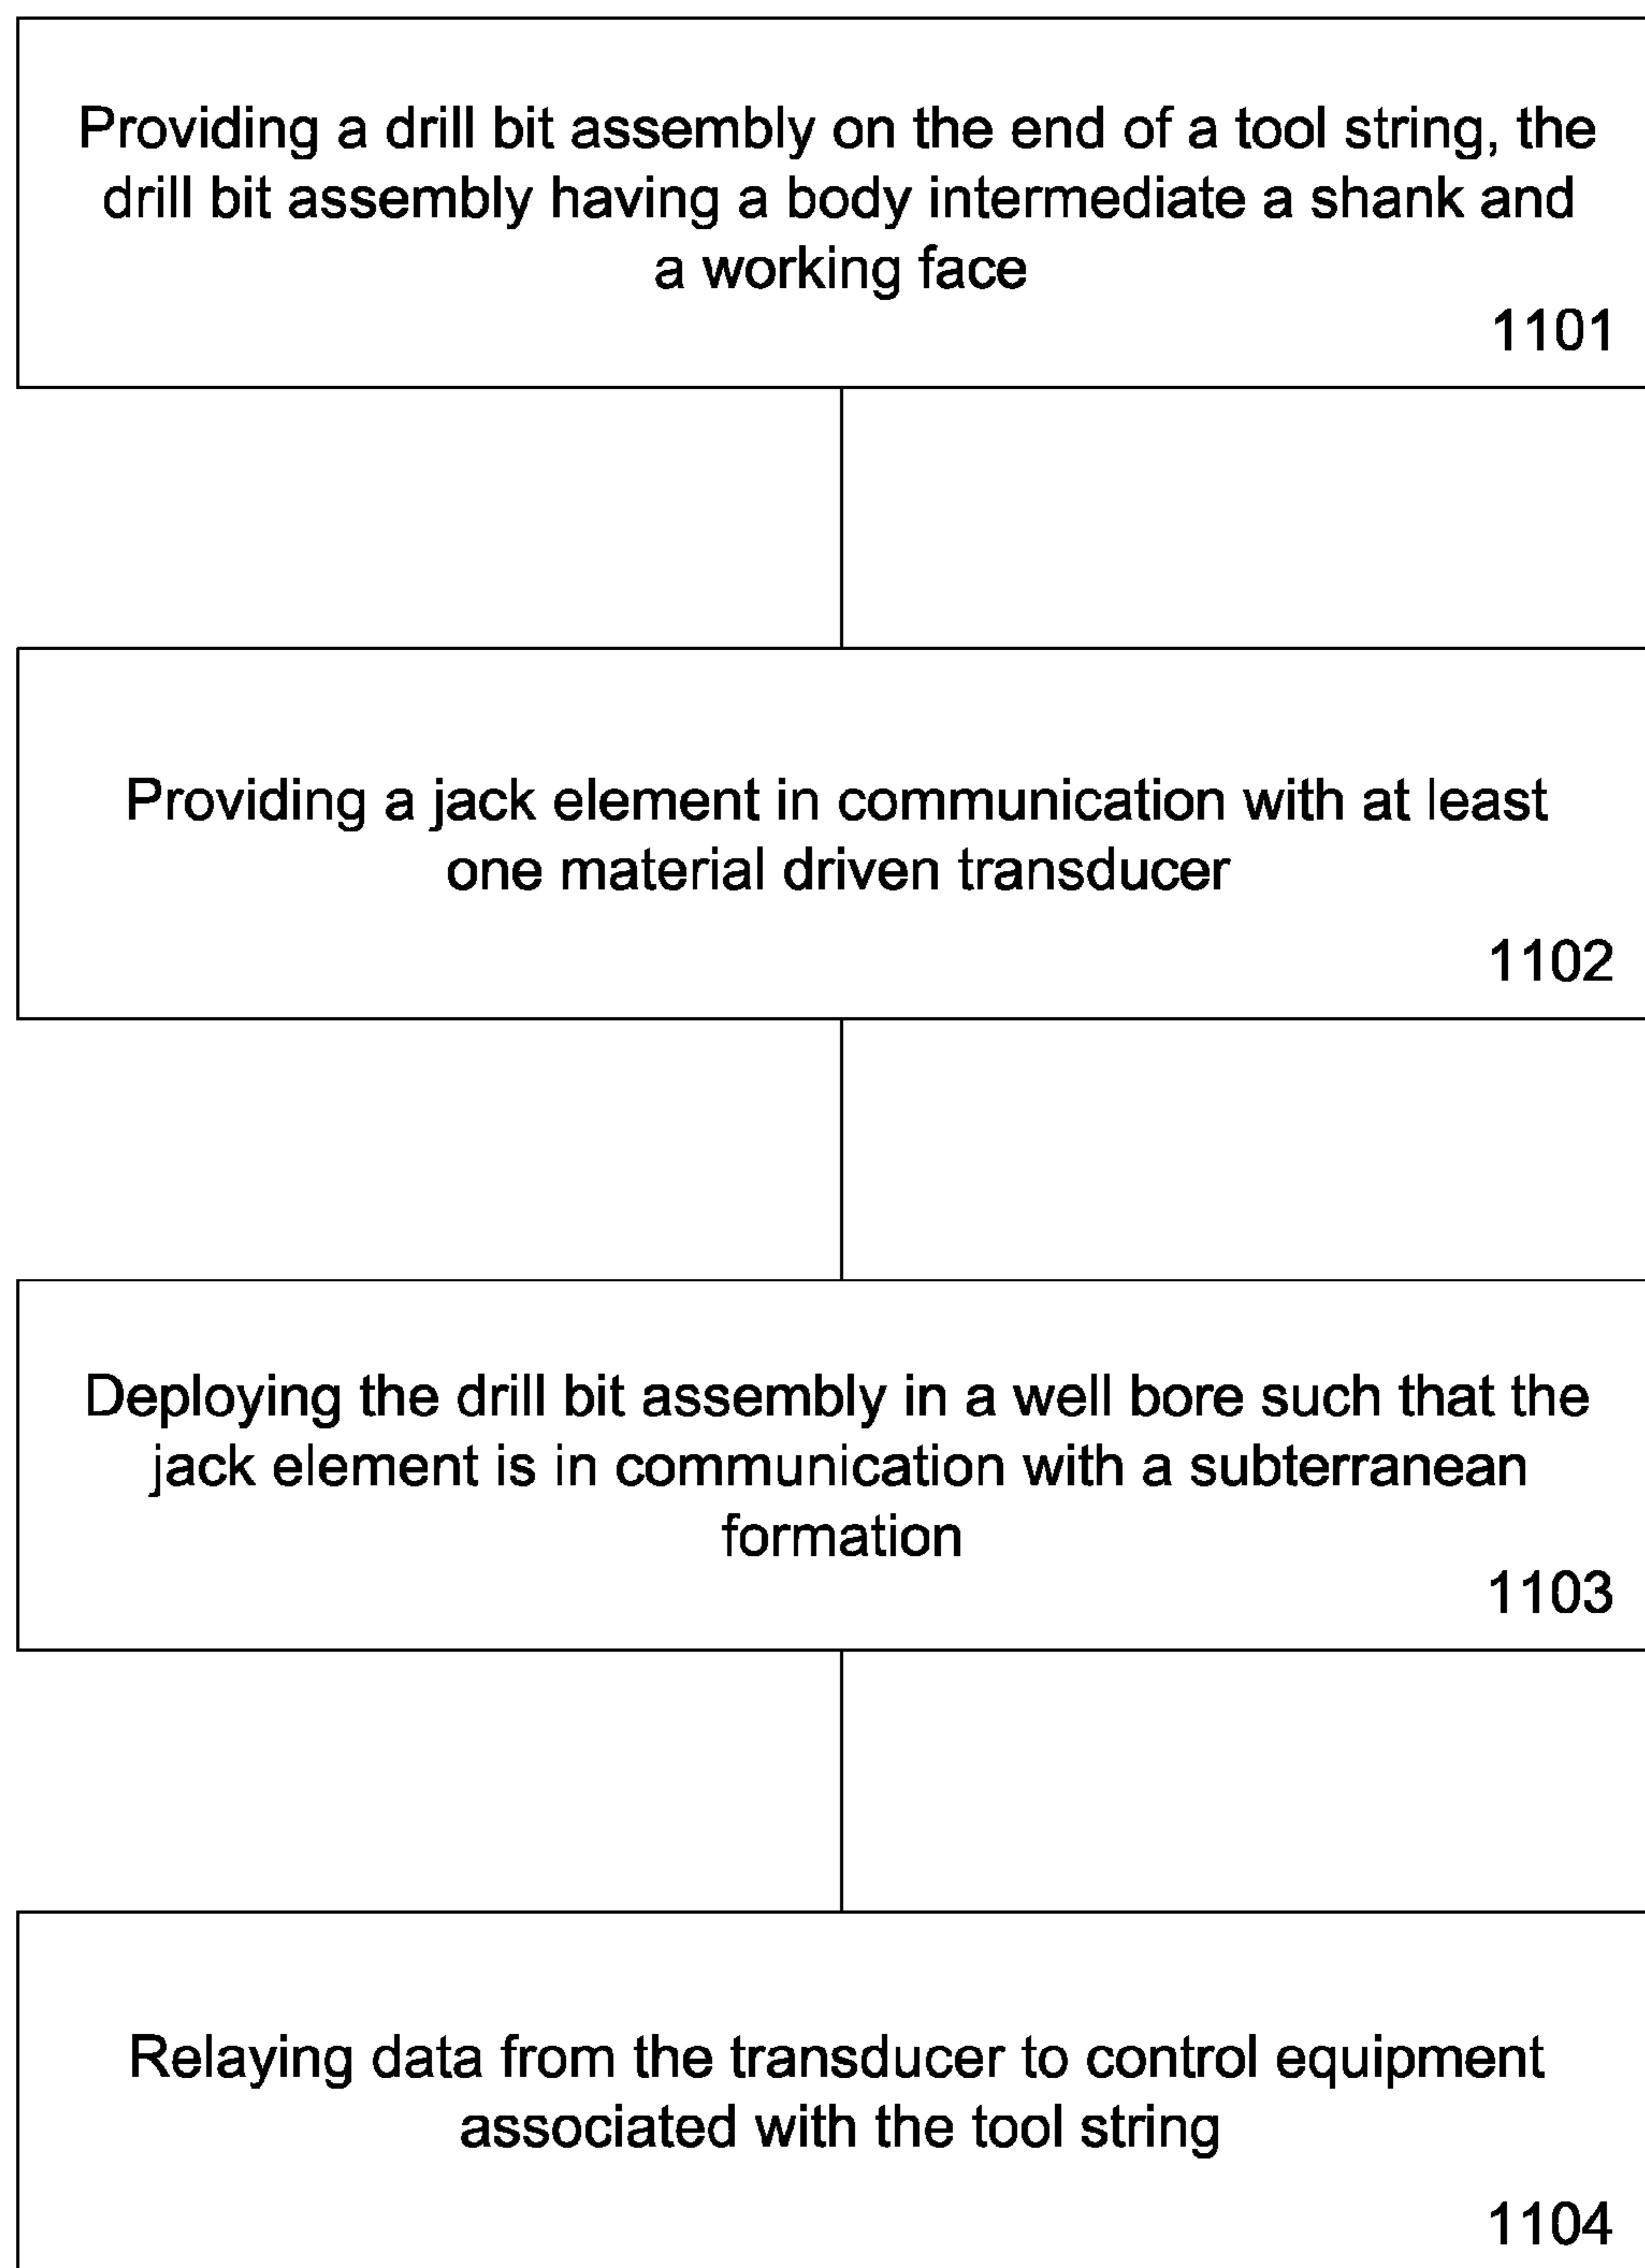 Providing a drill bit assembly on the end of a tool string, the
drill bit assembly having a body intermediate a shank and
a working face
1101
Providing a jack element in communication with at least
one material driven transducer
1102
Deploying the drill bit assembly in a well bore such that the
jack element is in communication with a subterranean
formation
1103
Relaying data from the transducer to control equipment
associated with the tool string
1104